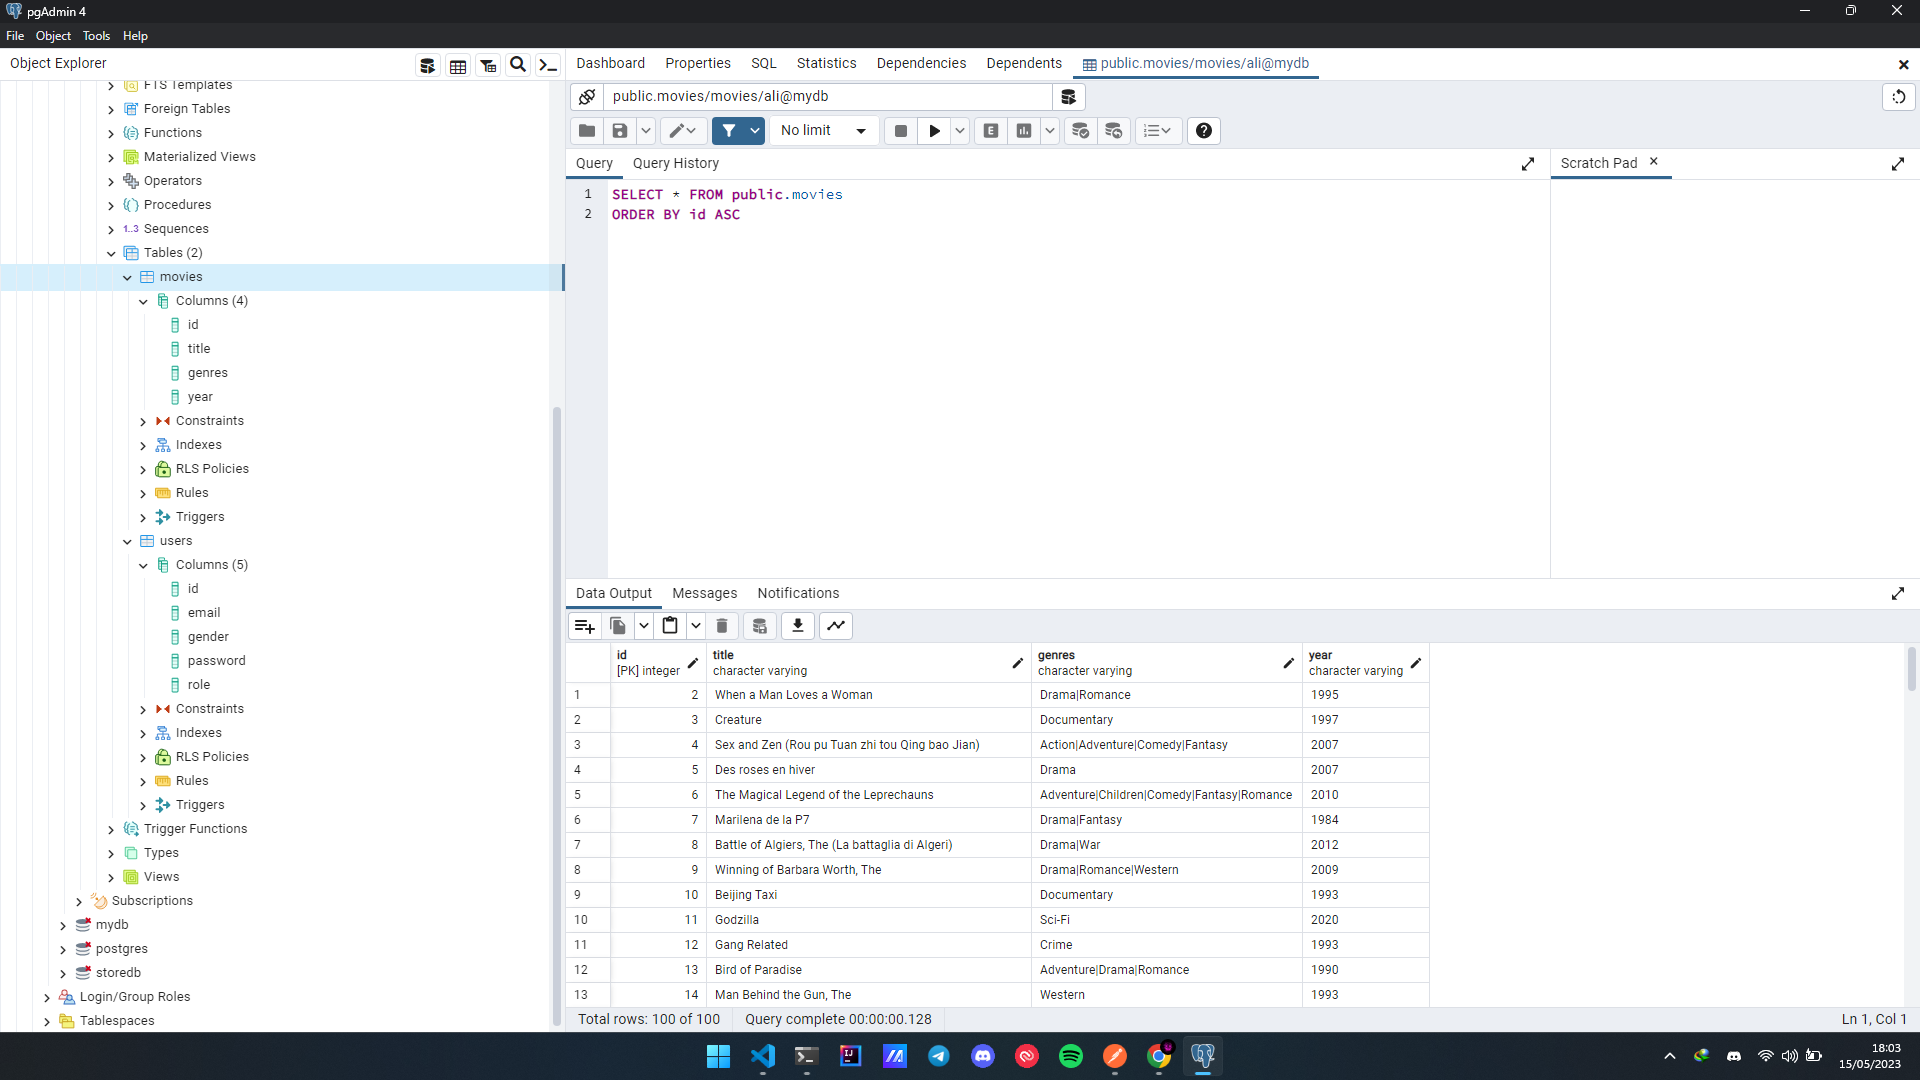 pgAdmin 4
File Object Tools Help
Object Explorer
FTS Templates
Foreign Tables
Functions
Materialized Views
Operators
Procedures
1..3 Sequences
Tables (2)
movies
Columns (4)
id
title
genres
year
Constraints
Indexes
RLS Policies
Rules
Triggers
users
Columns (5)
id
email
gender
password
role
Constraints
Indexes
RLS Policies
Rules
Triggers
Trigger Functions
Types
Views
Subscriptions
mydb
postgres
storedb
Login/Group Roles
Tablespaces
Dashboard Properties SQL Statistics Dependencies Dependents public.movies/movies/ali@mydb
public.movies/movies/ali@mydb
No limit E
Query Query History
Scratch Pad
1 SELECT * FROM public.movies
2 ORDER BY id ASC
Data Output Messages Notifications
id title genres year
[PK] integer character varying character varying character varying
1 2 When a Man Loves a Woman Drama|Romance 1995
2 3 Creature Documentary 1997
3 4 Sex and Zen (Rou pu Tuan zhi tou Qing bao Jian) Action|Adventure|Comedy|Fantasy 2007
4 5 Des roses en hiver Drama 2007
5 6 The Magical Legend of the Leprechauns Adventure|Children|Comedy|Fantasy|Romance 2010
6 7 Marilena de la P7 Drama|Fantasy 1984
7 8 Battle of Algiers, The (La battaglia di Algeri) Drama|War 2012
8 9 Winning of Barbara Worth, The Drama|Romance|Western 2009
9 10 Beijing Taxi Documentary 1993
10 11 Godzilla Sci-Fi 2020
11 12 Gang Related Crime 1993
12 13 Bird of Paradise Adventure|Drama|Romance 1990
13 14 Man Behind the Gun, The Western 1993
Total rows: 100 of 100 Query complete 00:00:00.128 Ln 1, Col 1
18:03
15/05/2023